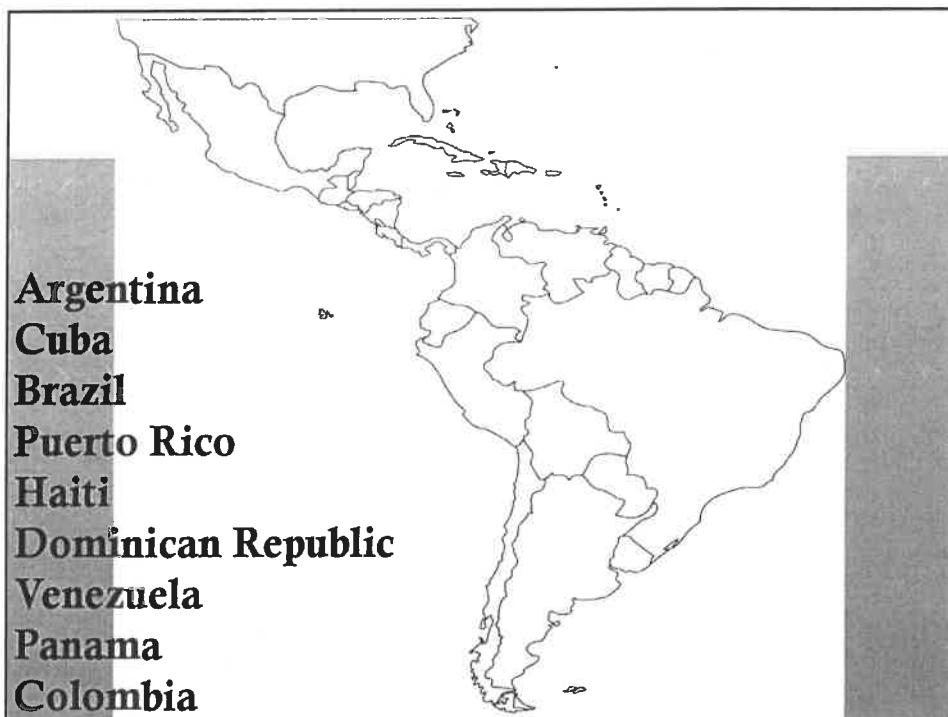 Argentina
Cuba
Brazil
Puerto Rico
Haiti
Dominican Republic
Venezuela
Panama
Colombia